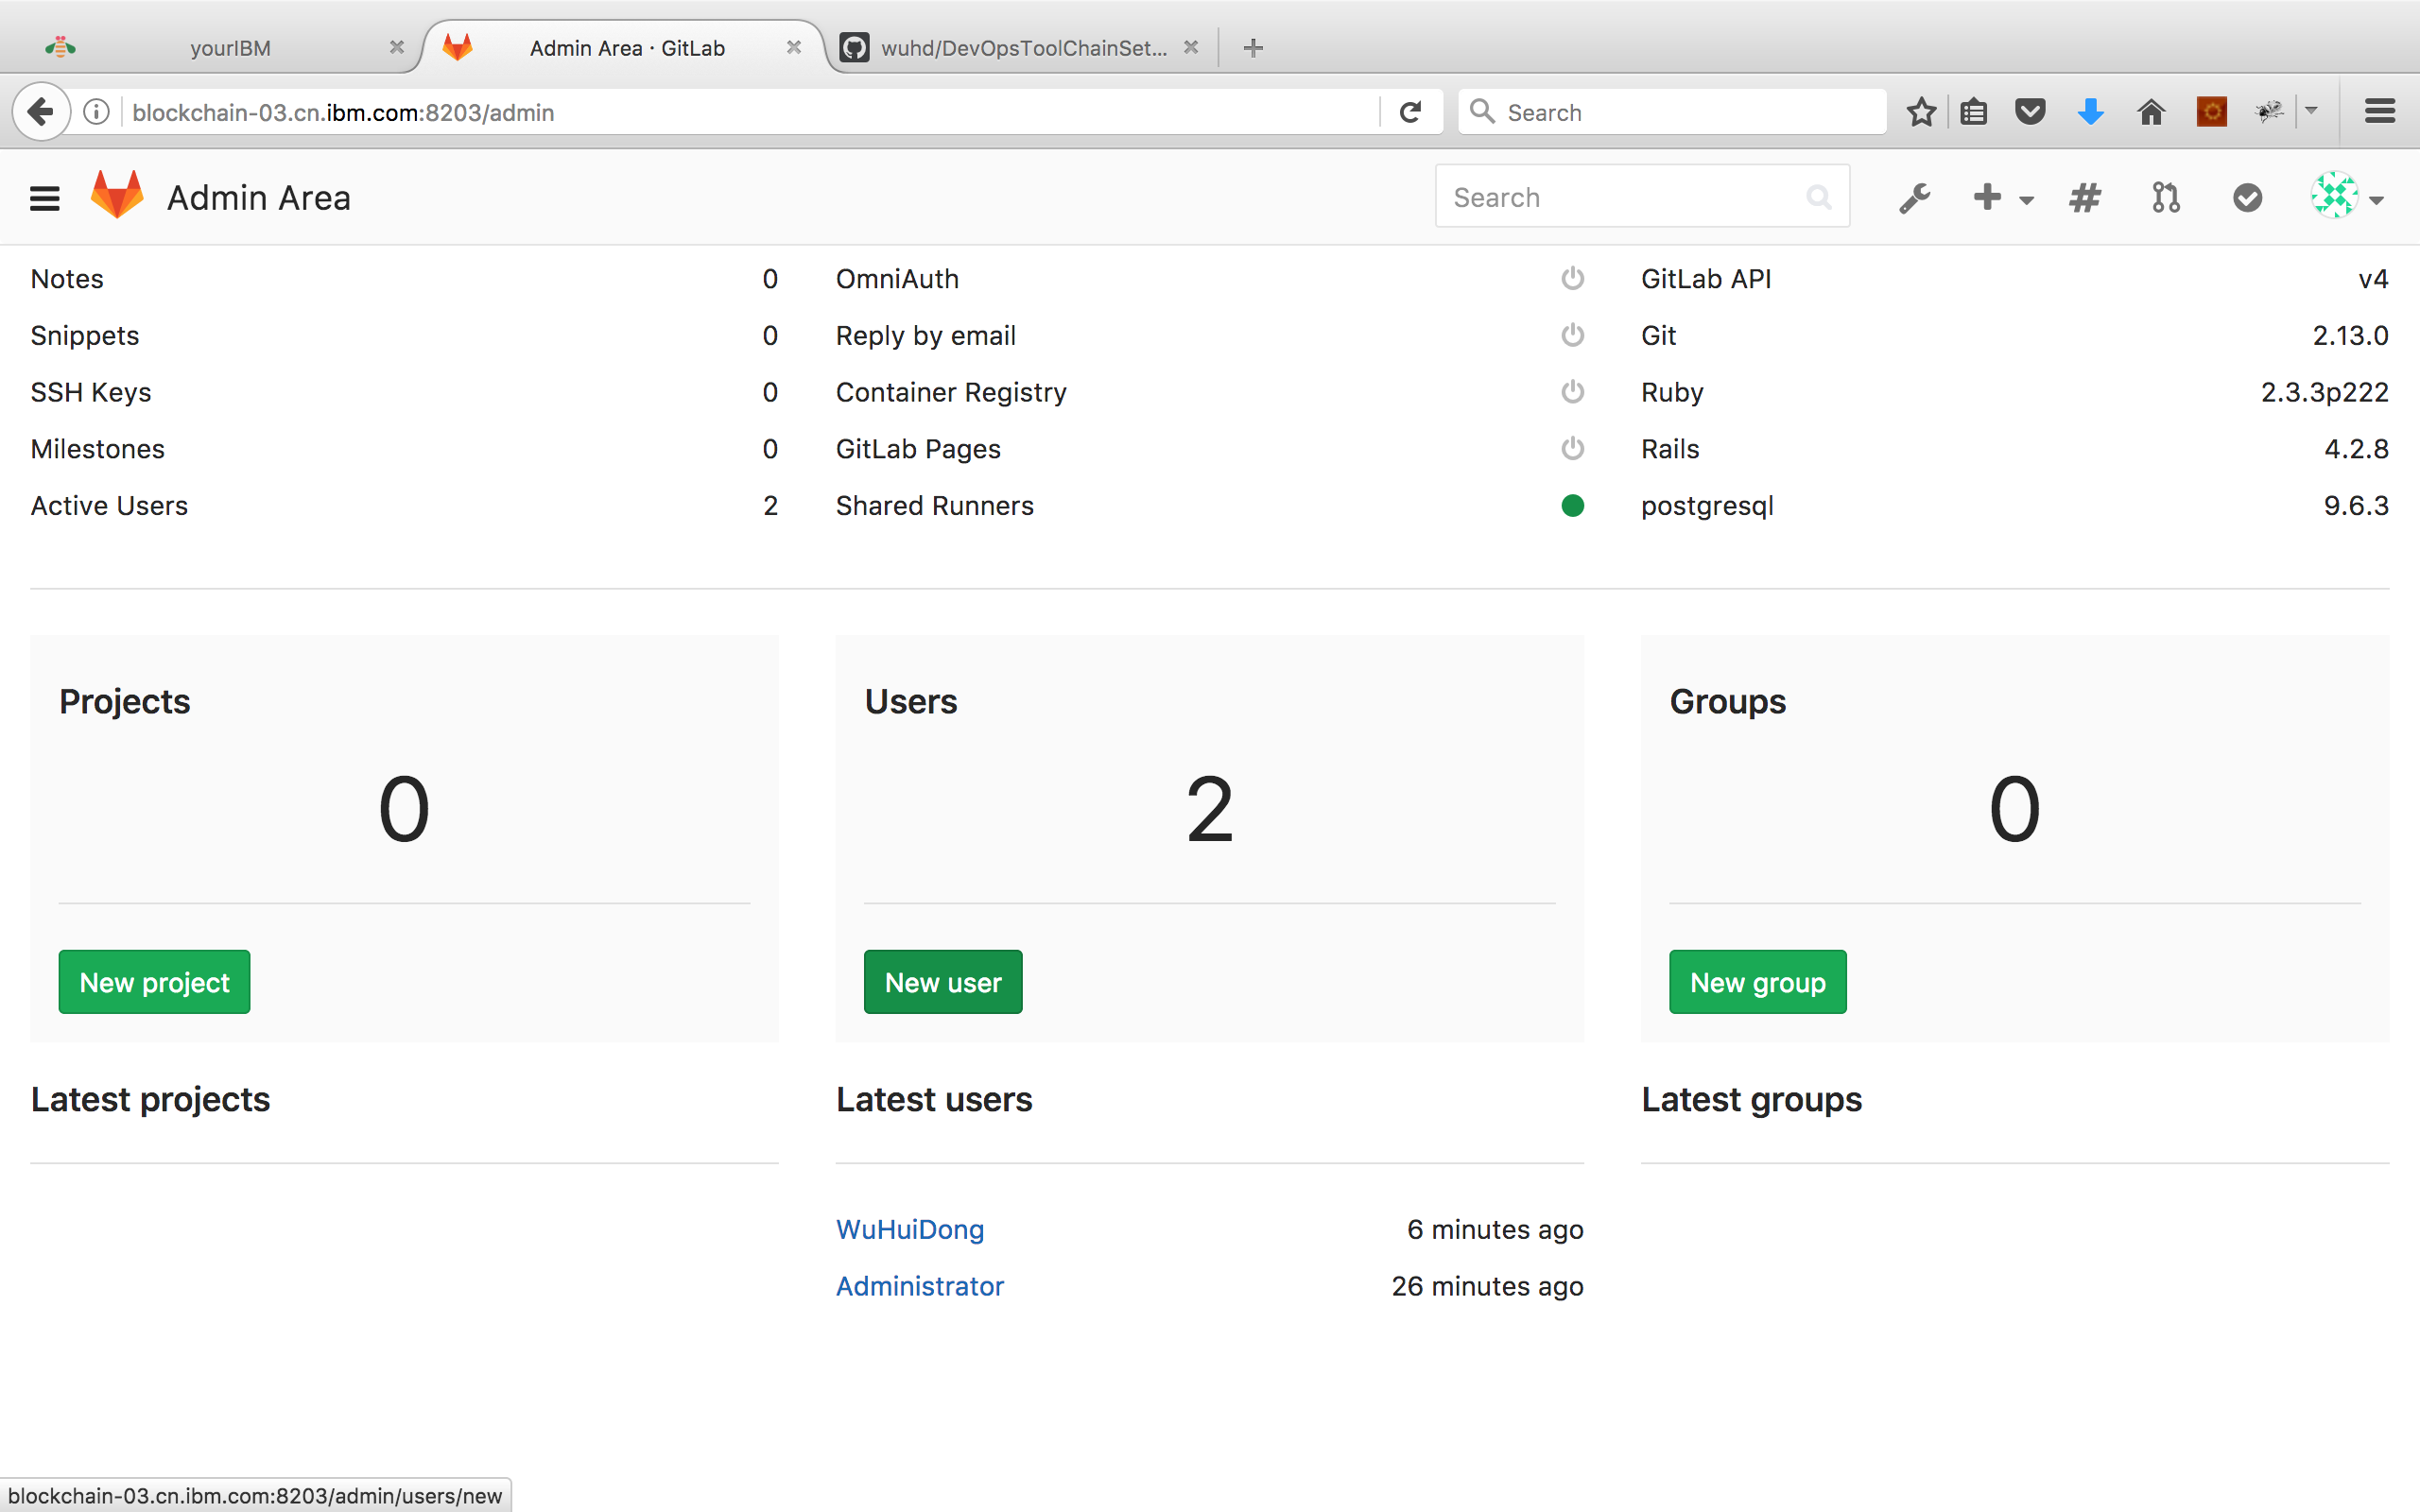 yourIBM
Admin Area · GitLab
wuhd/DevOpsToolChainSet...
blockchain-03.cn.ibm.com:8203/admin
Search
Admin Area
Search
Notes 0 OmniAuth GitLab API v4
Snippets 0 Reply by email Git 2.13.0
SSH Keys 0 Container Registry Ruby 2.3.3p222
Milestones 0 GitLab Pages Rails 4.2.8
Active Users 2 Shared Runners postgresql 9.6.3
Projects
0
New project
Users
2
New user
Groups
0
New group
Latest projects
Latest users
WuHuiDong 6 minutes ago
Administrator 26 minutes ago
Latest groups
blockchain-03.cn.ibm.com:8203/admin/users/new